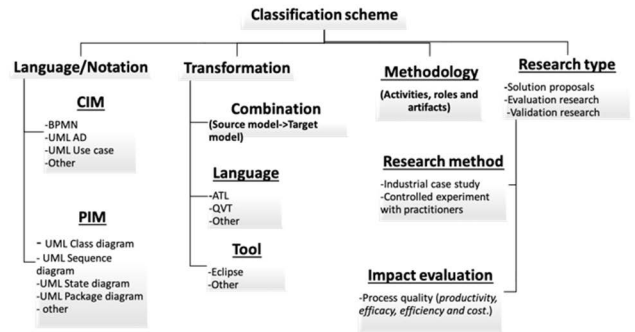 Classification scheme
Language/Notation
CIM
-BPMN
-UML AD
-UML Use case
-Other
PIM
- UML Class diagram
- UML Sequence
diagram
-UML State diagram
-UML Package diagram
- other
Transformation
Combination
(Source model->Target
model)
Language
-ATL
-QVT
-Other
Tool
-Eclipse
-Other
Methodology
(Activities, roles and
artifacts)
Research type
-Solution proposals
-Evaluation research
-Validation research
Research method
-Industrial case study
-Controlled experiment
with practitioners
Impact evaluation
-Process quality (productivity,
efficacy, efficiency and cost.)